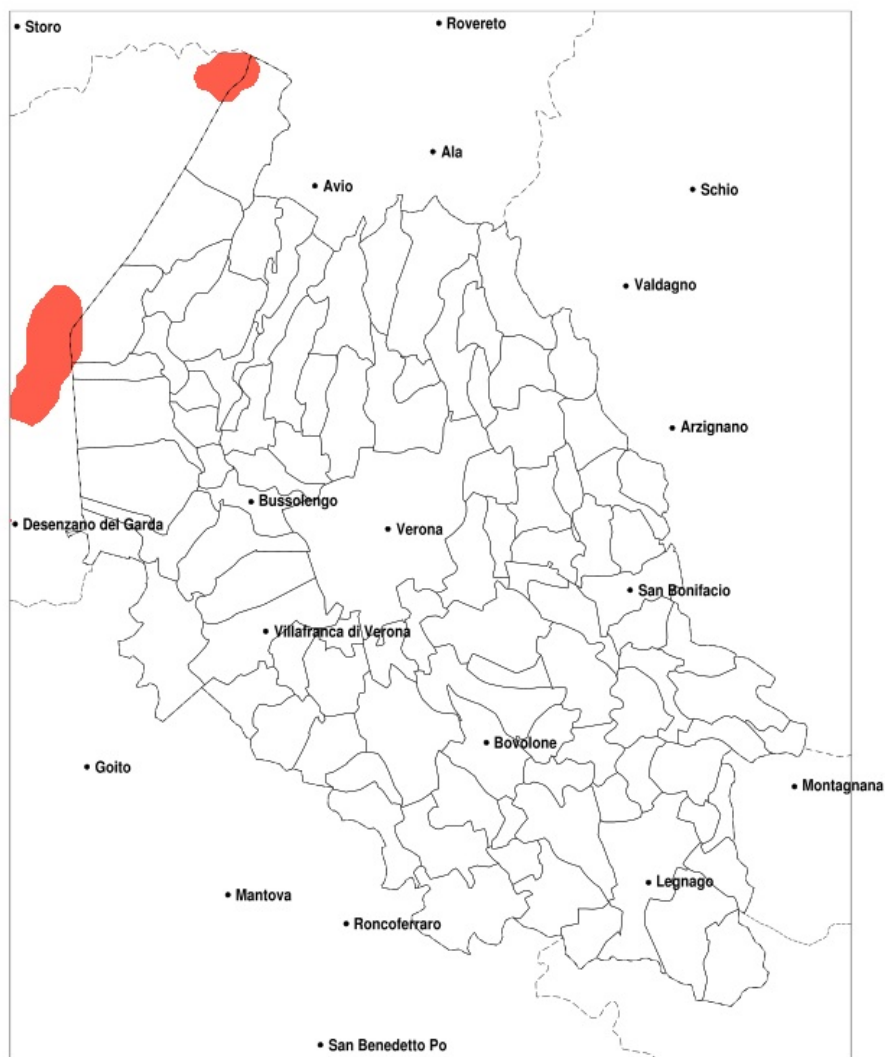 Storo
Rovereto
Ala
Avio
Schio
Valdagno
Arzignano
Bussolengo
Desenzano del Garda
Verona
San Bonifacio
Villafranca di Verona
Bovolone
Goito
Montagnana
Legnago
Mantova
Roncoferraro
San Benedetto Po